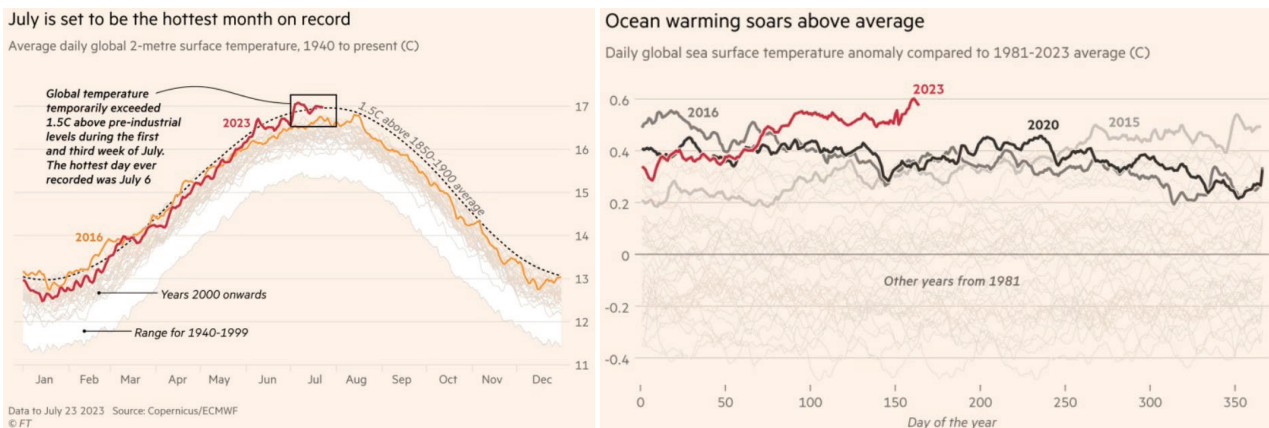 July is set to be the hottest month on record
Average daily global 2-metre surface temperature, 1940 to present (C)
Global temperature
temporarily exceeded
1.5C above pre-industrial
levels during the first
and third week of July.
The hottest day ever
recorded was July 6
2023
1.5C above 1850-1900 average
2016
Years 2000 onwards
Range for 1940-1999
17
16
15
14
13
12
11
Jan Feb Mar Apr May Jun Jul Aug Sep Oct Nov Dec
Data to July 23 2023 Source: Copernicus/ECMWF
© FT
Ocean warming soars above average
Daily global sea surface temperature anomaly compared to 1981-2023 average (C)
0.6
0.4
0.2
0
-0.2
-0.4
2016
2023
2020
2015
Other years from 1981
0 50 100 150 200 250 300 350
Day of the year